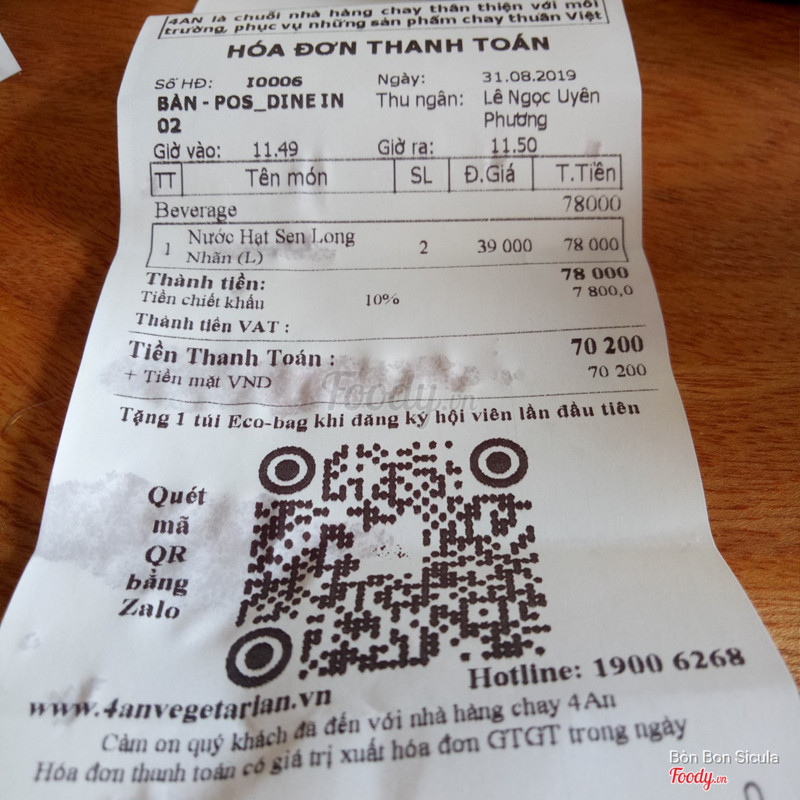 4AN là chuỗi nhà hàng chay thân thiện với môi
trường, phục vụ những sản phẩm chay thuần Việt
HÓA ĐƠN THANH TOÁN
Số HĐ: I0006 Ngày: 31.08.2019
BÀN - POS_DINE IN 02 Thu ngân: Lê Ngọc Uyên Phương
Giờ vào: 11.49 Giờ ra: 11.50
TT Tên món SL Đ.Giá T.Tiền
Beverage 78000
1 Nước Hạt Sen Long Nhãn (L) 2 39 000 78 000
Thành tiền: 78 000
Tiền chiết khấu 10% 7 800,0
Thành tiền VAT :
Tiền Thanh Toán : 70 200
+ Tiền mặt VND 70 200
Foody.vn
Tặng 1 túi Eco-bag khi đăng ký hội viên lần đầu tiên
Quét
mã
QR
bằng
Zalo
Hotline: 1900 6268
www.4anvegetarian.vn
Cảm ơn quý khách đã đến với nhà hàng chay 4An
Hóa đơn thanh toán có giá trị xuất hóa đơn GTGT trong ngày
Bòn Bon Sicula
Foody.vn